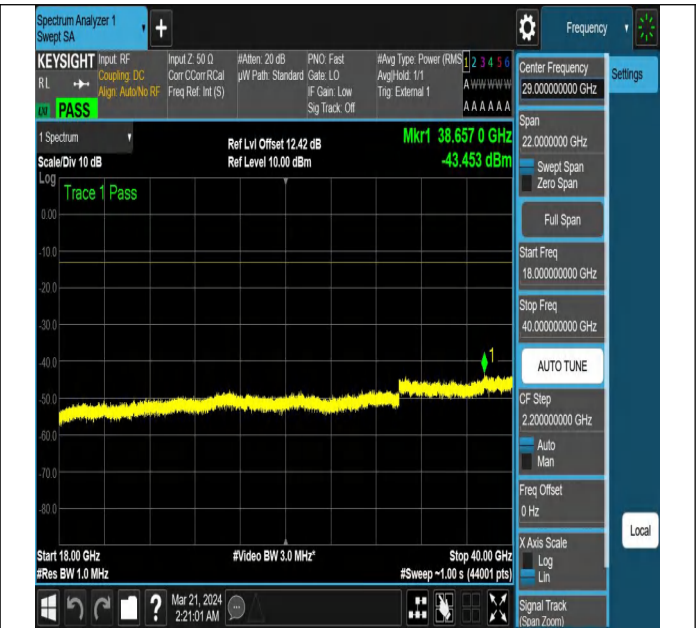 Spectrum Analyzer 1
Swept SA
+
Frequency
KEYSIGHT
RL
PASS
Input: RF
Coupling: DC
Align: Auto/No RF
Input Z: 50 Ω
Corr CCorr RCal
Freq Ref: Int (S)
#Atten: 20 dB
µW Path: Standard
PNO: Fast
Gate: LO
IF Gain: Low
Sig Track: Off
#Avg Type: Power (RMS
Avg|Hold: 1/1
Trig: External 1
1 2 3 4 5 6
A W W W W W
A A A A A A
1 Spectrum
Scale/Div 10 dB
Ref Lvl Offset 12.42 dB
Ref Level 10.00 dBm
Mkr1 38.657 0 GHz
-43.453 dBm
Log
Trace 1 Pass
0.00
-10.0
-20.0
-30.0
-40.0
-50.0
-60.0
-70.0
-80.0
1
Start 18.00 GHz
#Res BW 1.0 MHz
#Video BW 3.0 MHz*
Stop 40.00 GHz
#Sweep ~1.00 s (44001 pts)
?
Mar 21, 2024
2:21:01 AM
Center Frequency
29.000000000 GHz
Span
22.0000000 GHz
Swept Span
Zero Span
Full Span
Start Freq
18.000000000 GHz
Stop Freq
40.000000000 GHz
AUTO TUNE
CF Step
2.200000000 GHz
Auto
Man
Freq Offset
0 Hz
X Axis Scale
Log
Lin
Signal Track
(Span Zoom)
Settings
Local